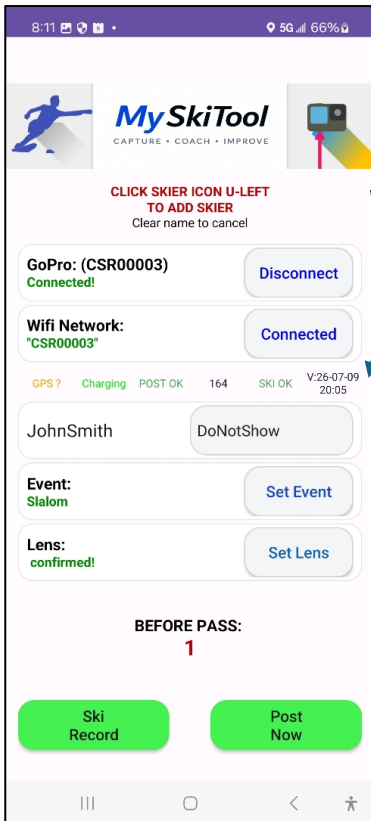 8:11 5G 66%
My SkiTool
CAPTURE • COACH • IMPROVE
CLICK SKIER ICON U-LEFT
TO ADD SKIER
Clear name to cancel
GoPro: (CSR00003)
Connected!
Disconnect
Wifi Network:
"CSR00003"
Connected
GPS ? Charging POST OK 164 SKI OK V:26-07-09
20:05
JohnSmith DoNotShow
Event:
Slalom
Set Event
Lens:
confirmed!
Set Lens
BEFORE PASS:
1
Ski
Record
Post
Now